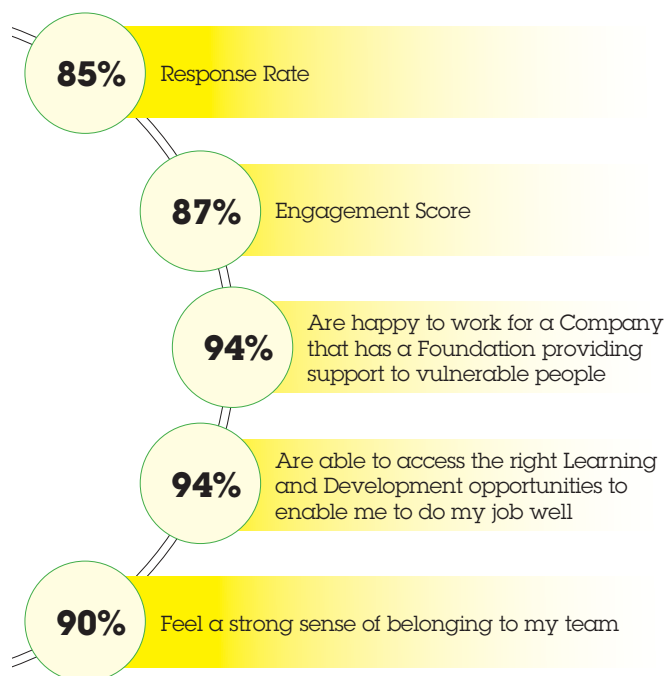 85% Response Rate
87% Engagement Score
Are happy to work for a Company
94% that has a Foundation providing
support to vulnerable people
Are able to access the right Learning
94% and Development opportunities to
enable me to do my job well
90% Feel a strong sense of belonging to my team